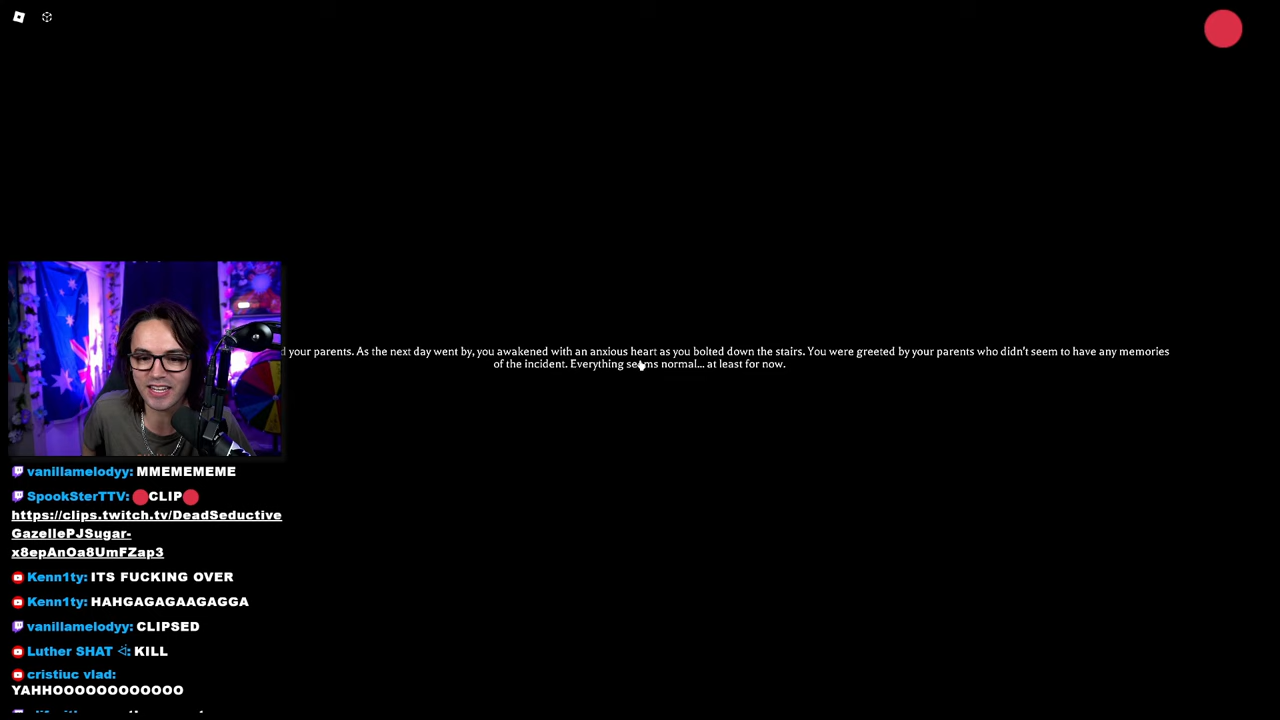 your parents. As the next day went by, you awakened with an anxious heart as you bolted down the stairs. You were greeted by your parents who didn't seem to have any memories
of the incident. Everything seems normal... at least for now.
vanillamelodyy: MMEMEMEME
SpookSterTTV: 🔴CLIP🔴
https://clips.twitch.tv/DeadSeductive
GazellePJSugar-
x8epAnOa8UmFZap3
Kenn1ty: ITS FUCKING OVER
Kenn1ty: HAHGAGAGAAGAGGA
vanillamelodyy: CLIPSED
Luther SHAT: KILL
cristiuc vlad:
YAHHOOOOOOOOOOOO